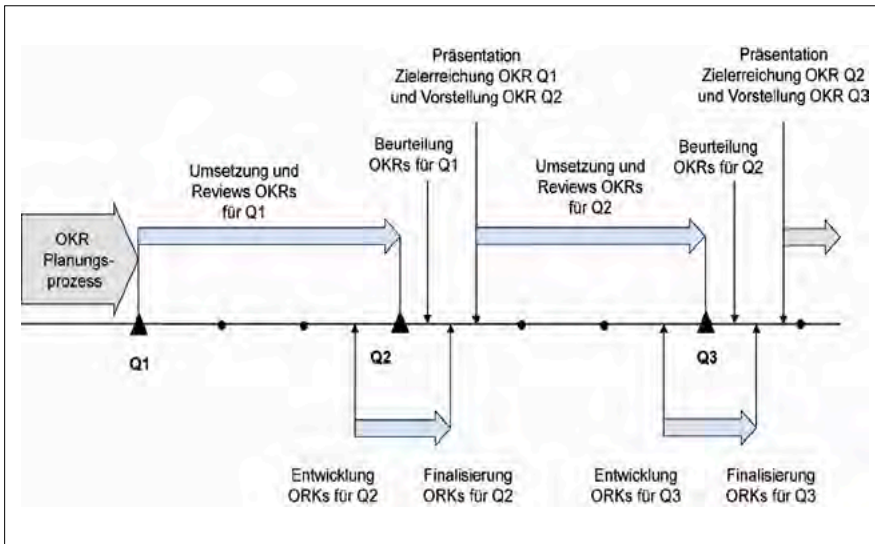 Präsentation
Zielerreichung OKR Q1
und Vorstellung OKR Q2
Präsentation
Zielerreichung OKR Q2
und Vorstellung OKR Q3
Beurteilung
OKRs für Q1
Beurteilung
OKRs für Q2
Umsetzung und
Reviews OKRs
für Q1
Umsetzung und
Reviews OKRs
für Q2
OKR
Planungs-
prozess
Q1
Q2
Q3
Entwicklung
ORKs für Q2
Finalisierung
ORKs für Q2
Entwicklung
ORKs für Q3
Finalisierung
ORKs für Q3